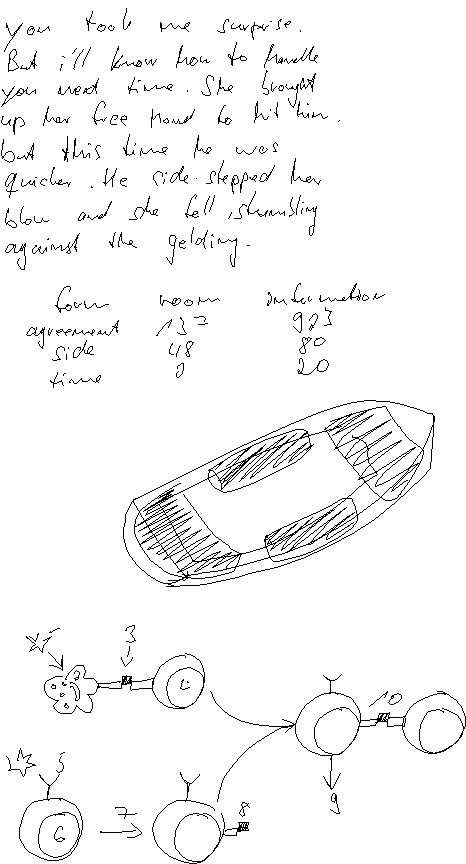 you took me surprise.
But i'll know how to handle
you next time. She brought
up her free hand to hit him.
but this time he was
quicker. He side-stepped her
blow and she fell, stumbling
against the gelding.
form room information
agreement 137 923
side 48 80
time 2 20
3
5
6
7
8
9
10